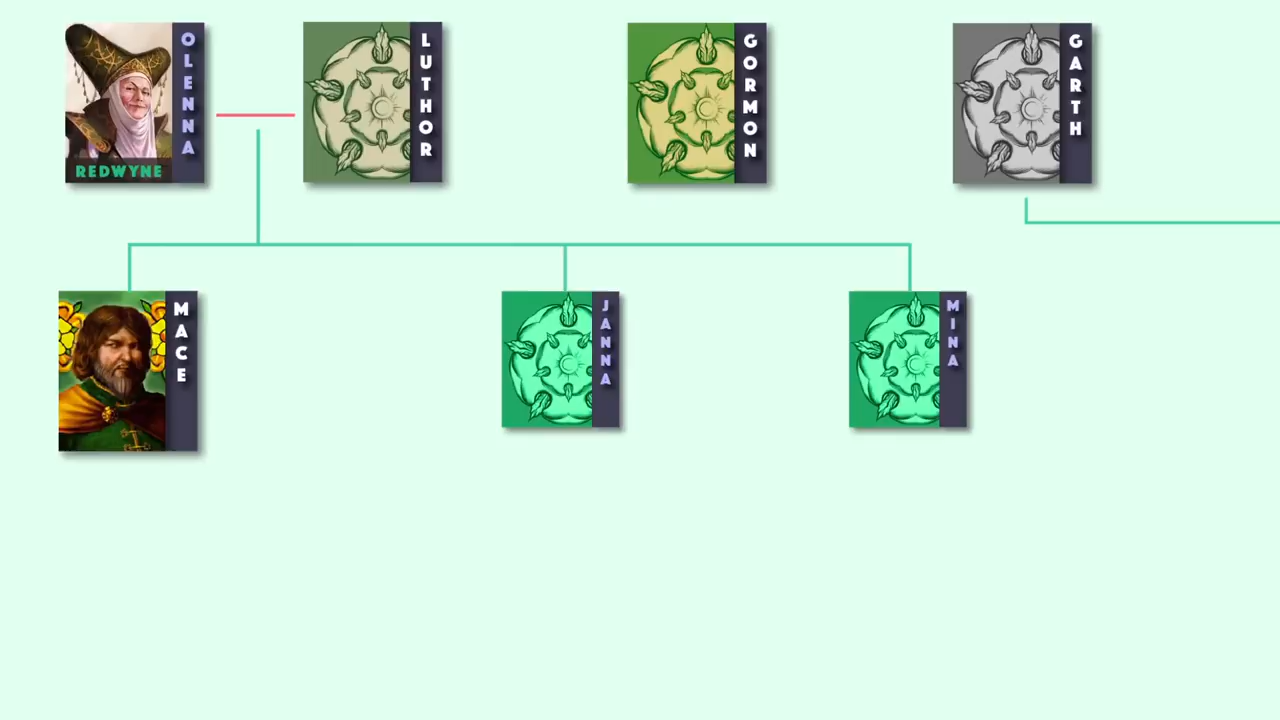 OLENNA
REDWYNE
LUTHOR
GORMON
GARTH
MACE
JANNA
MINA